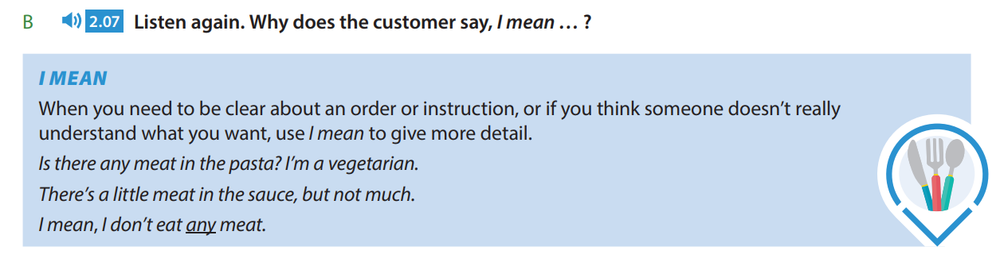 B 2.07 Listen again. Why does the customer say, I mean … ?
I MEAN
When you need to be clear about an order or instruction, or if you think someone doesn’t really
understand what you want, use I mean to give more detail.
Is there any meat in the pasta? I’m a vegetarian.
There’s a little meat in the sauce, but not much.
I mean, I don’t eat any meat.